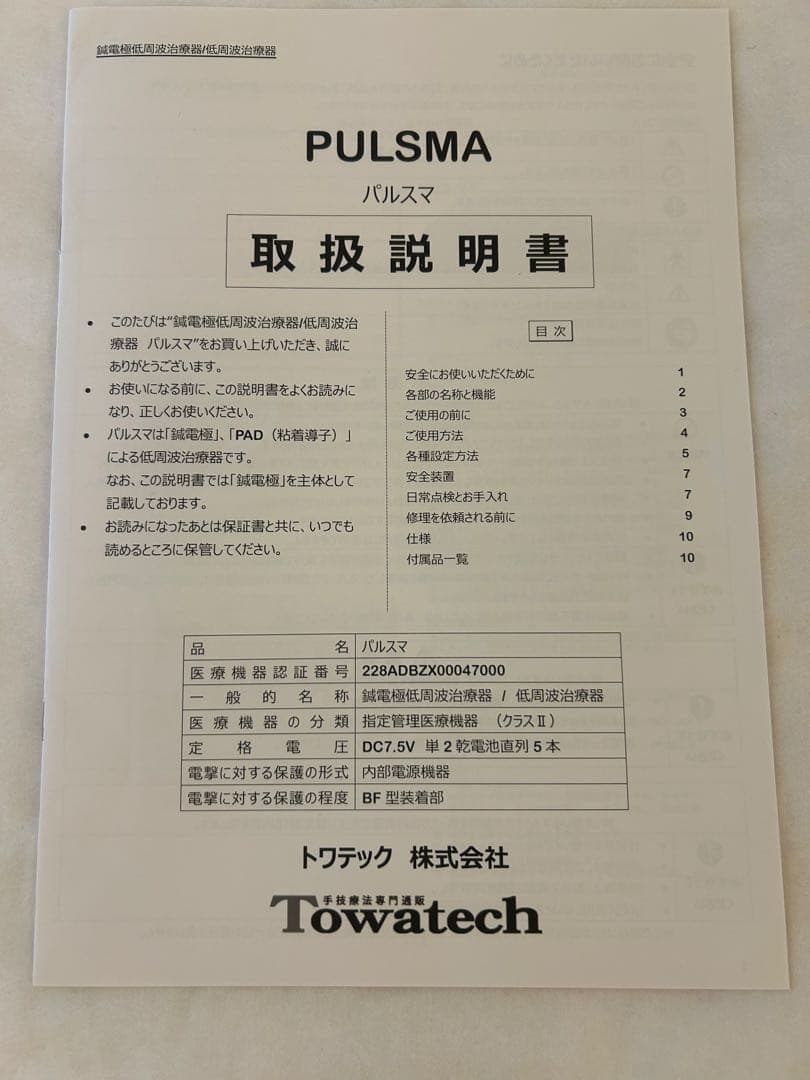 鍼電極低周波治療器/低周波治療器
PULSMA
パルスマ
取扱説明書
• このたびは“鍼電極低周波治療器/低周波治
療器 パルスマ”をお買い上げいただき、誠に
ありがとうございます。
• お使いになる前に、この説明書をよくお読みに
なり、正しくお使いください。
• パルスマは「鍼電極」、「PAD（粘着導子）」
による低周波治療器です。
なお、この説明書では「鍼電極」を主体として
記載しております。
• お読みになったあとは保証書と共に、いつでも
読めるところに保管してください。
目次
安全にお使いいただくために 1
各部の名称と機能 2
ご使用の前に 3
ご使用方法 4
各種設定方法 5
安全装置 7
日常点検とお手入れ 7
修理を依頼される前に 9
仕様 10
付属品一覧 10
品名 パルスマ
医療機器認証番号 228ADBZX00047000
一般的名称 鍼電極低周波治療器 / 低周波治療器
医療機器の分類 指定管理医療機器 （クラスⅡ）
定格電圧 DC7.5V 単2乾電池直列5本
電撃に対する保護の形式 内部電源機器
電撃に対する保護の程度 BF型装着部
トワテック 株式会社
手技療法専門通販
Towatech